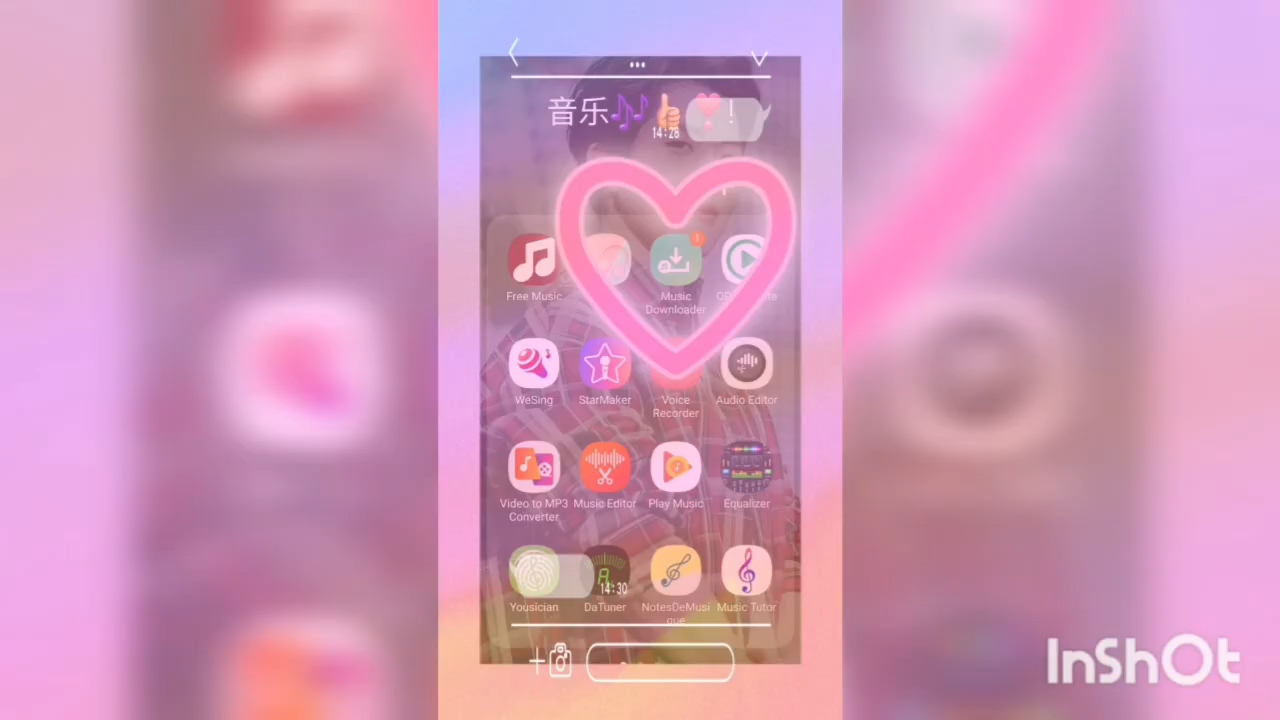 音乐🎶👍❣️!
14:28
Free Music
Music
Downloader
WeSing
StarMaker
Voice
Recorder
Audio Editor
Video to MP3
Converter
Music Editor
Play Music
Equalizer
14:30
Yousician
DaTuner
NotesDeMusi
que
Music Tutor
InShOt